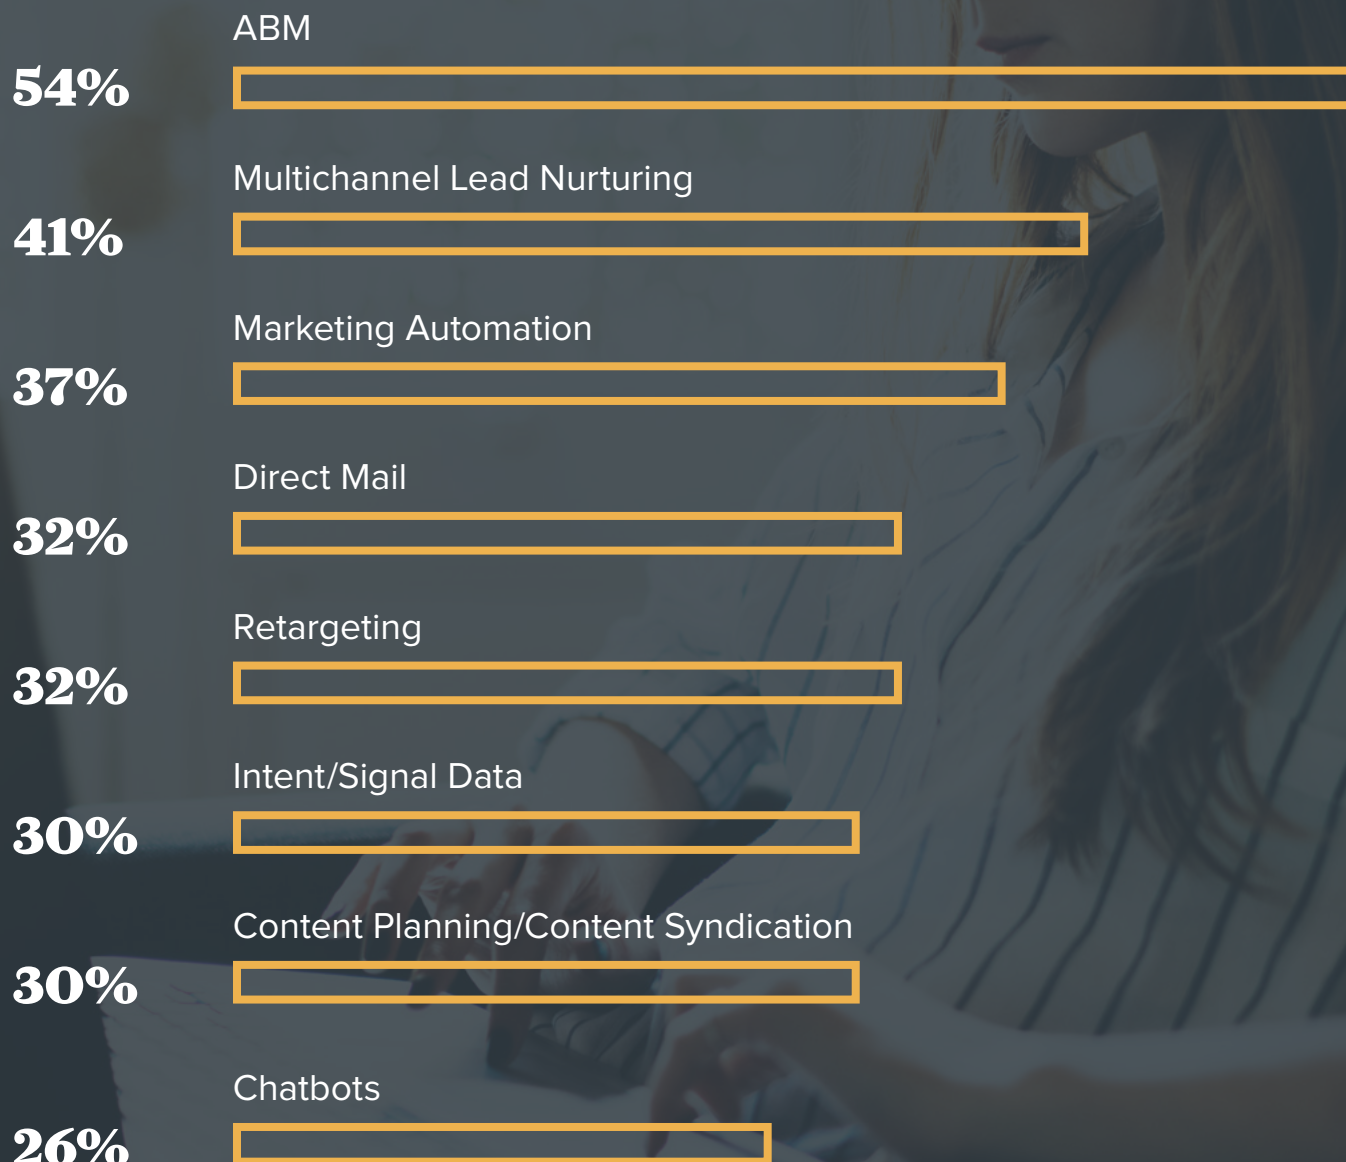 ABM
54%
Multichannel Lead Nurturing
41%
Marketing Automation
37%
Direct Mail
32%
Retargeting
32%
Intent/Signal Data
30%
Content Planning/Content Syndication
30%
Chatbots
26%